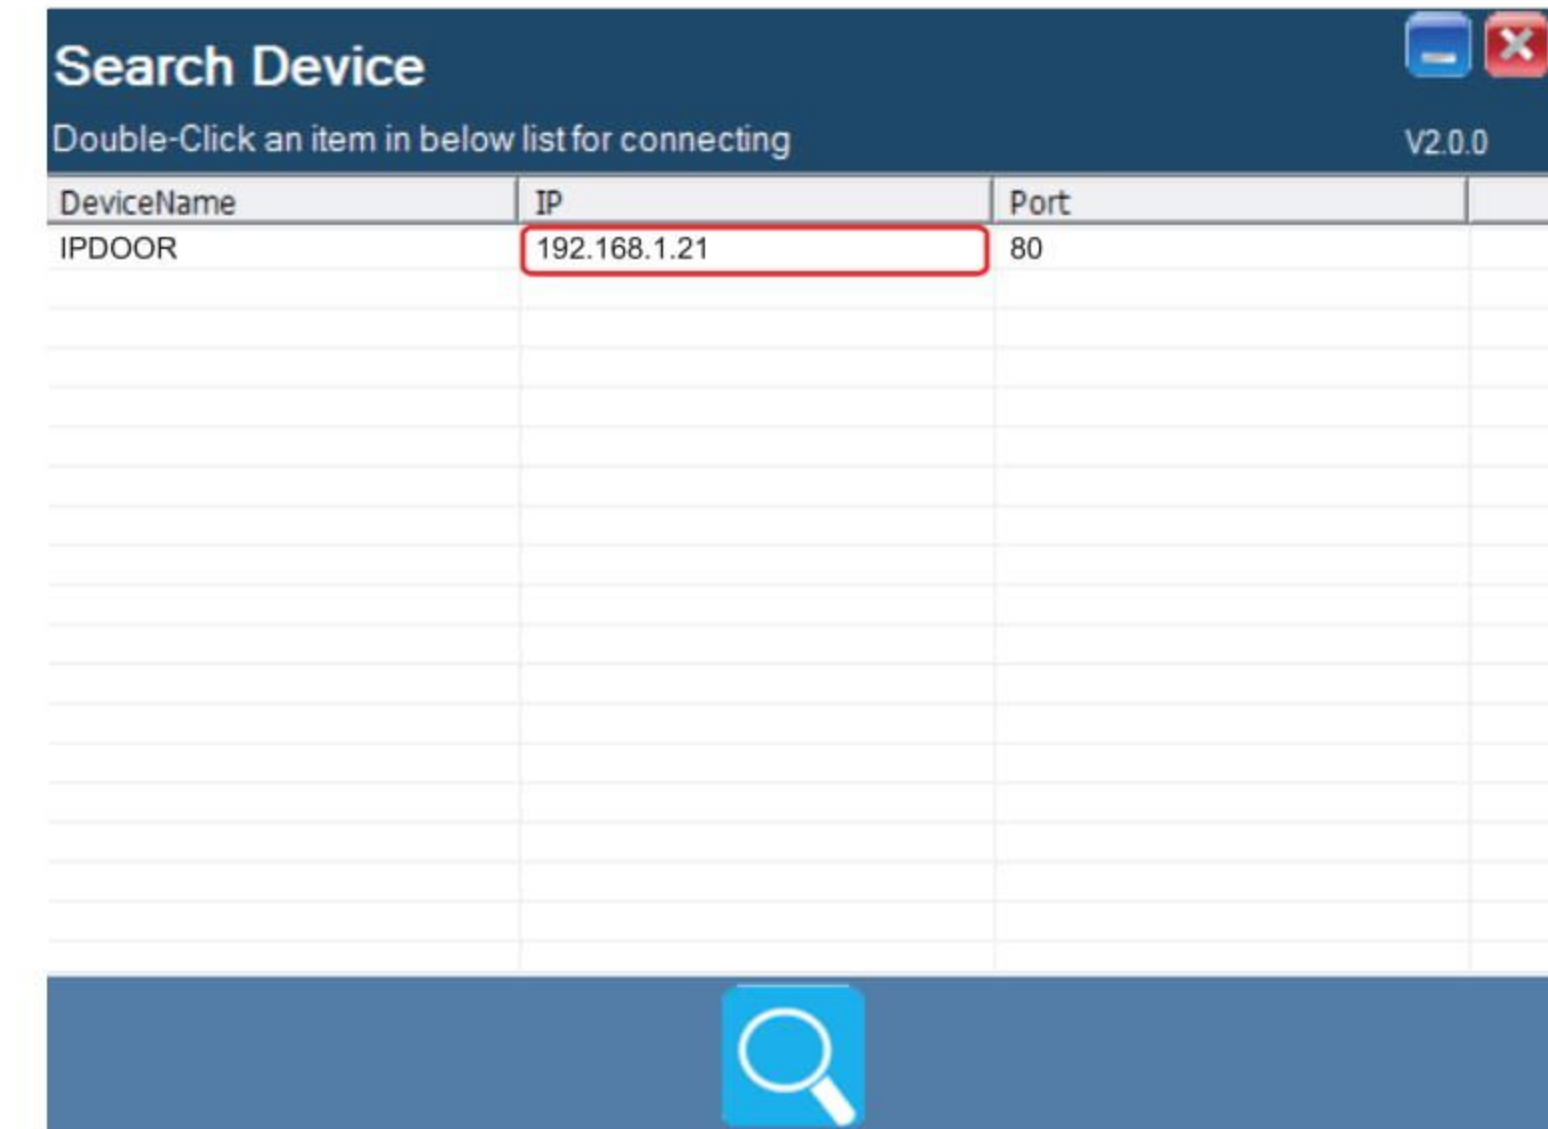 Search Device
Double-Click an item in below list for connecting V2.0.0
DeviceName IP Port
IPDOOR 192.168.1.21 80